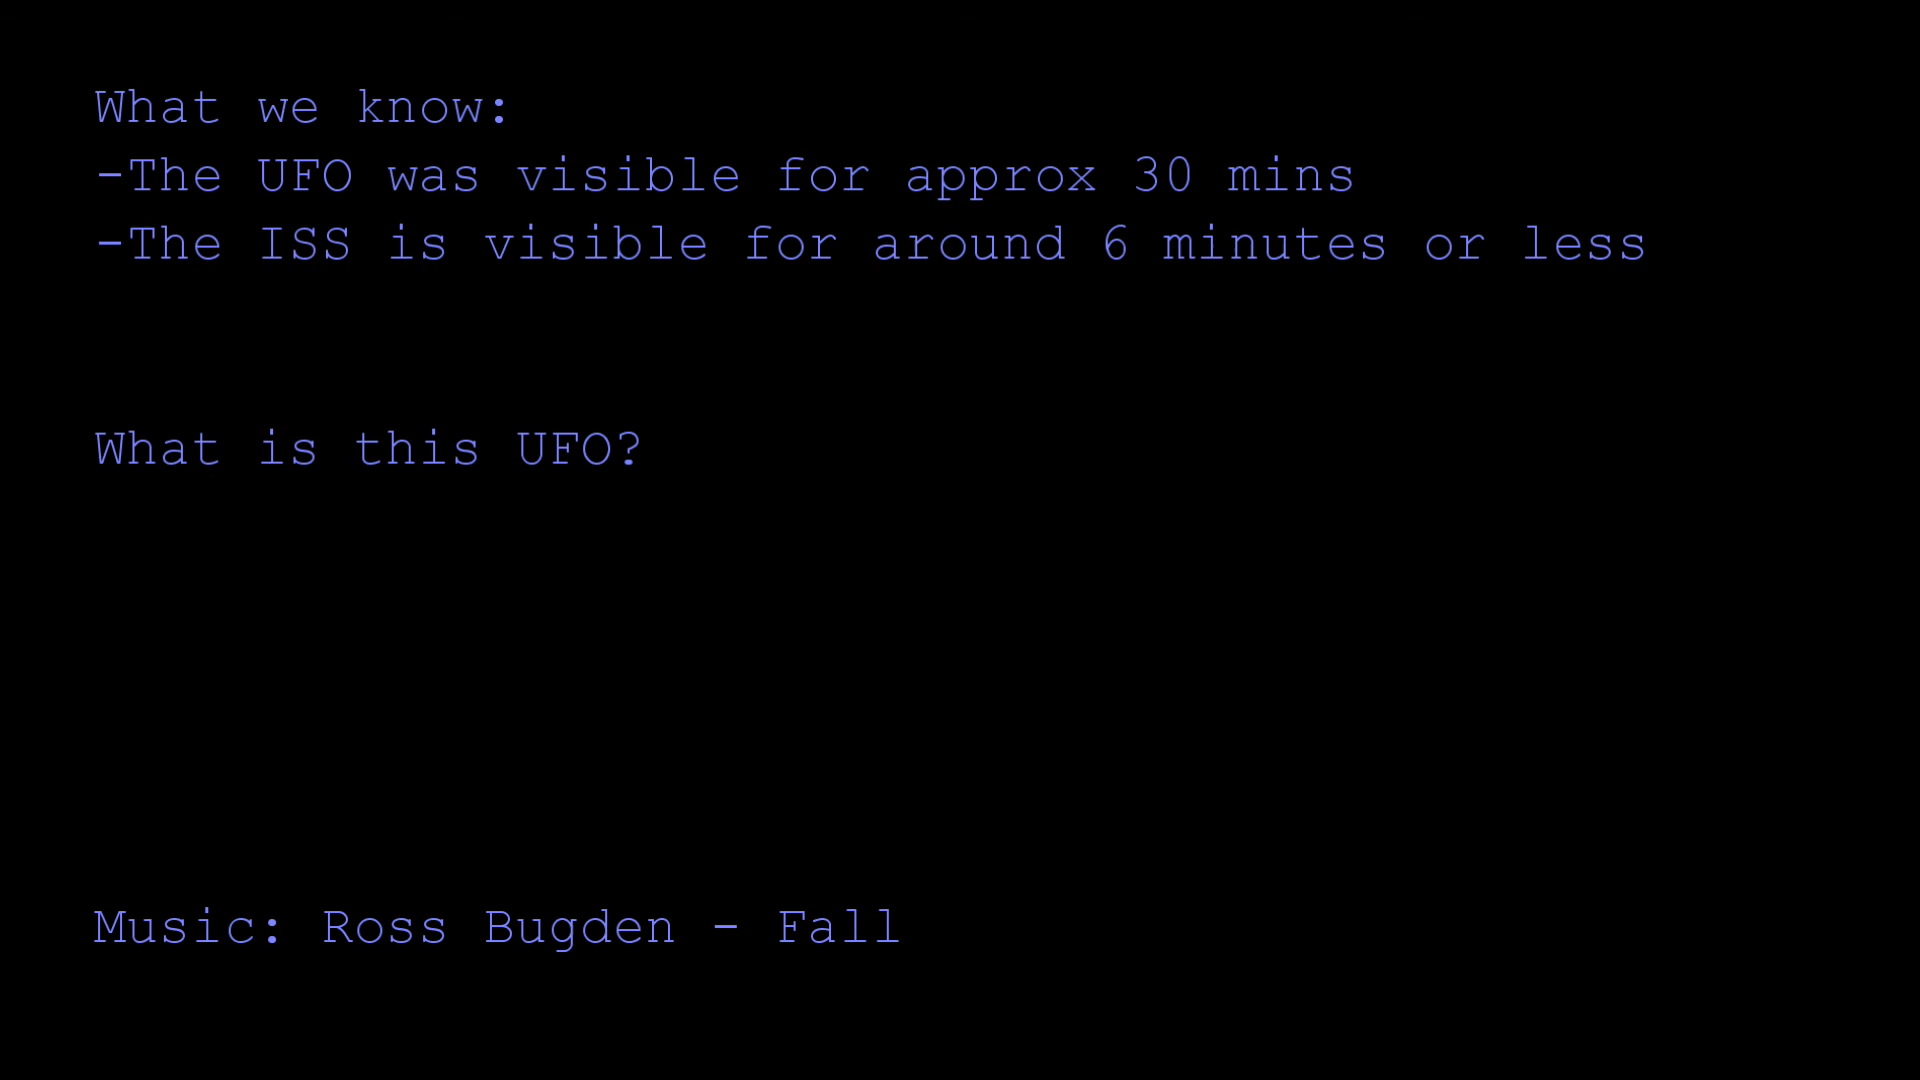 What we know:
-The UFO was visible for approx 30 mins
-The ISS is visible for around 6 minutes or less
What is this UFO?
Music: Ross Bugden - Fall